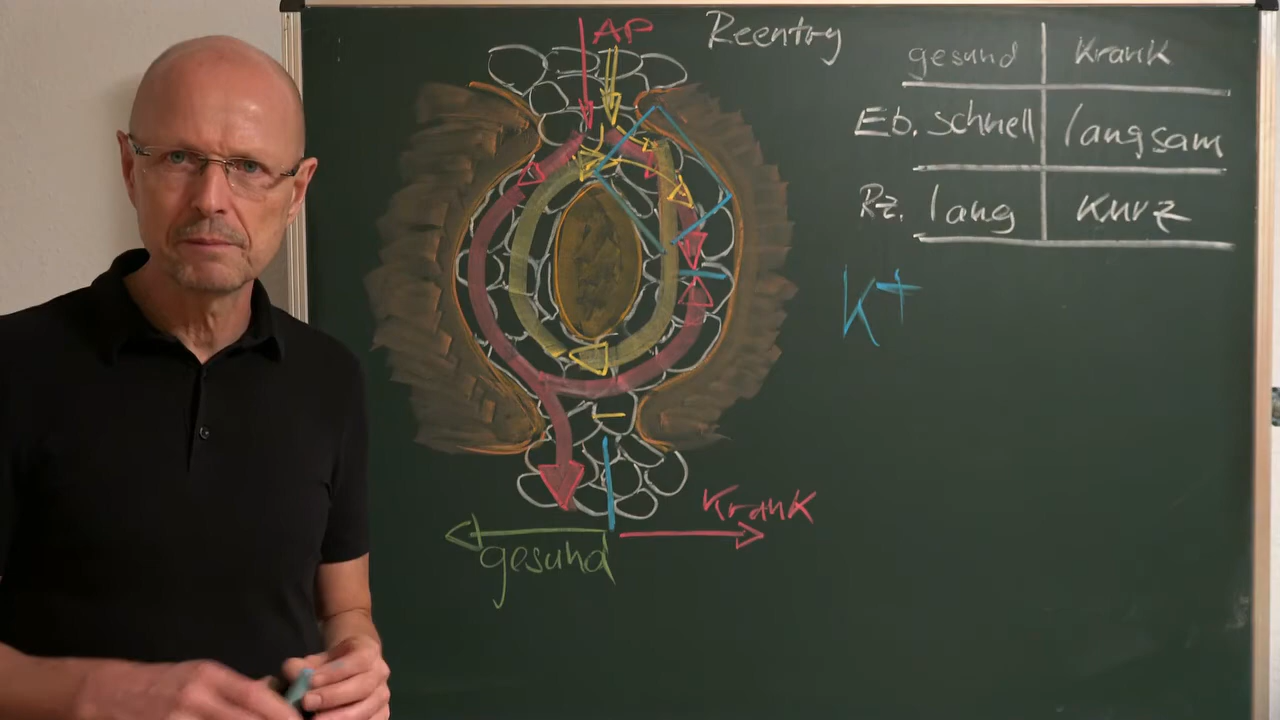 AP
Reentry
gesund Krank
Eb. schnell langsam
Rz. lang kurz
K+
Krank
gesund